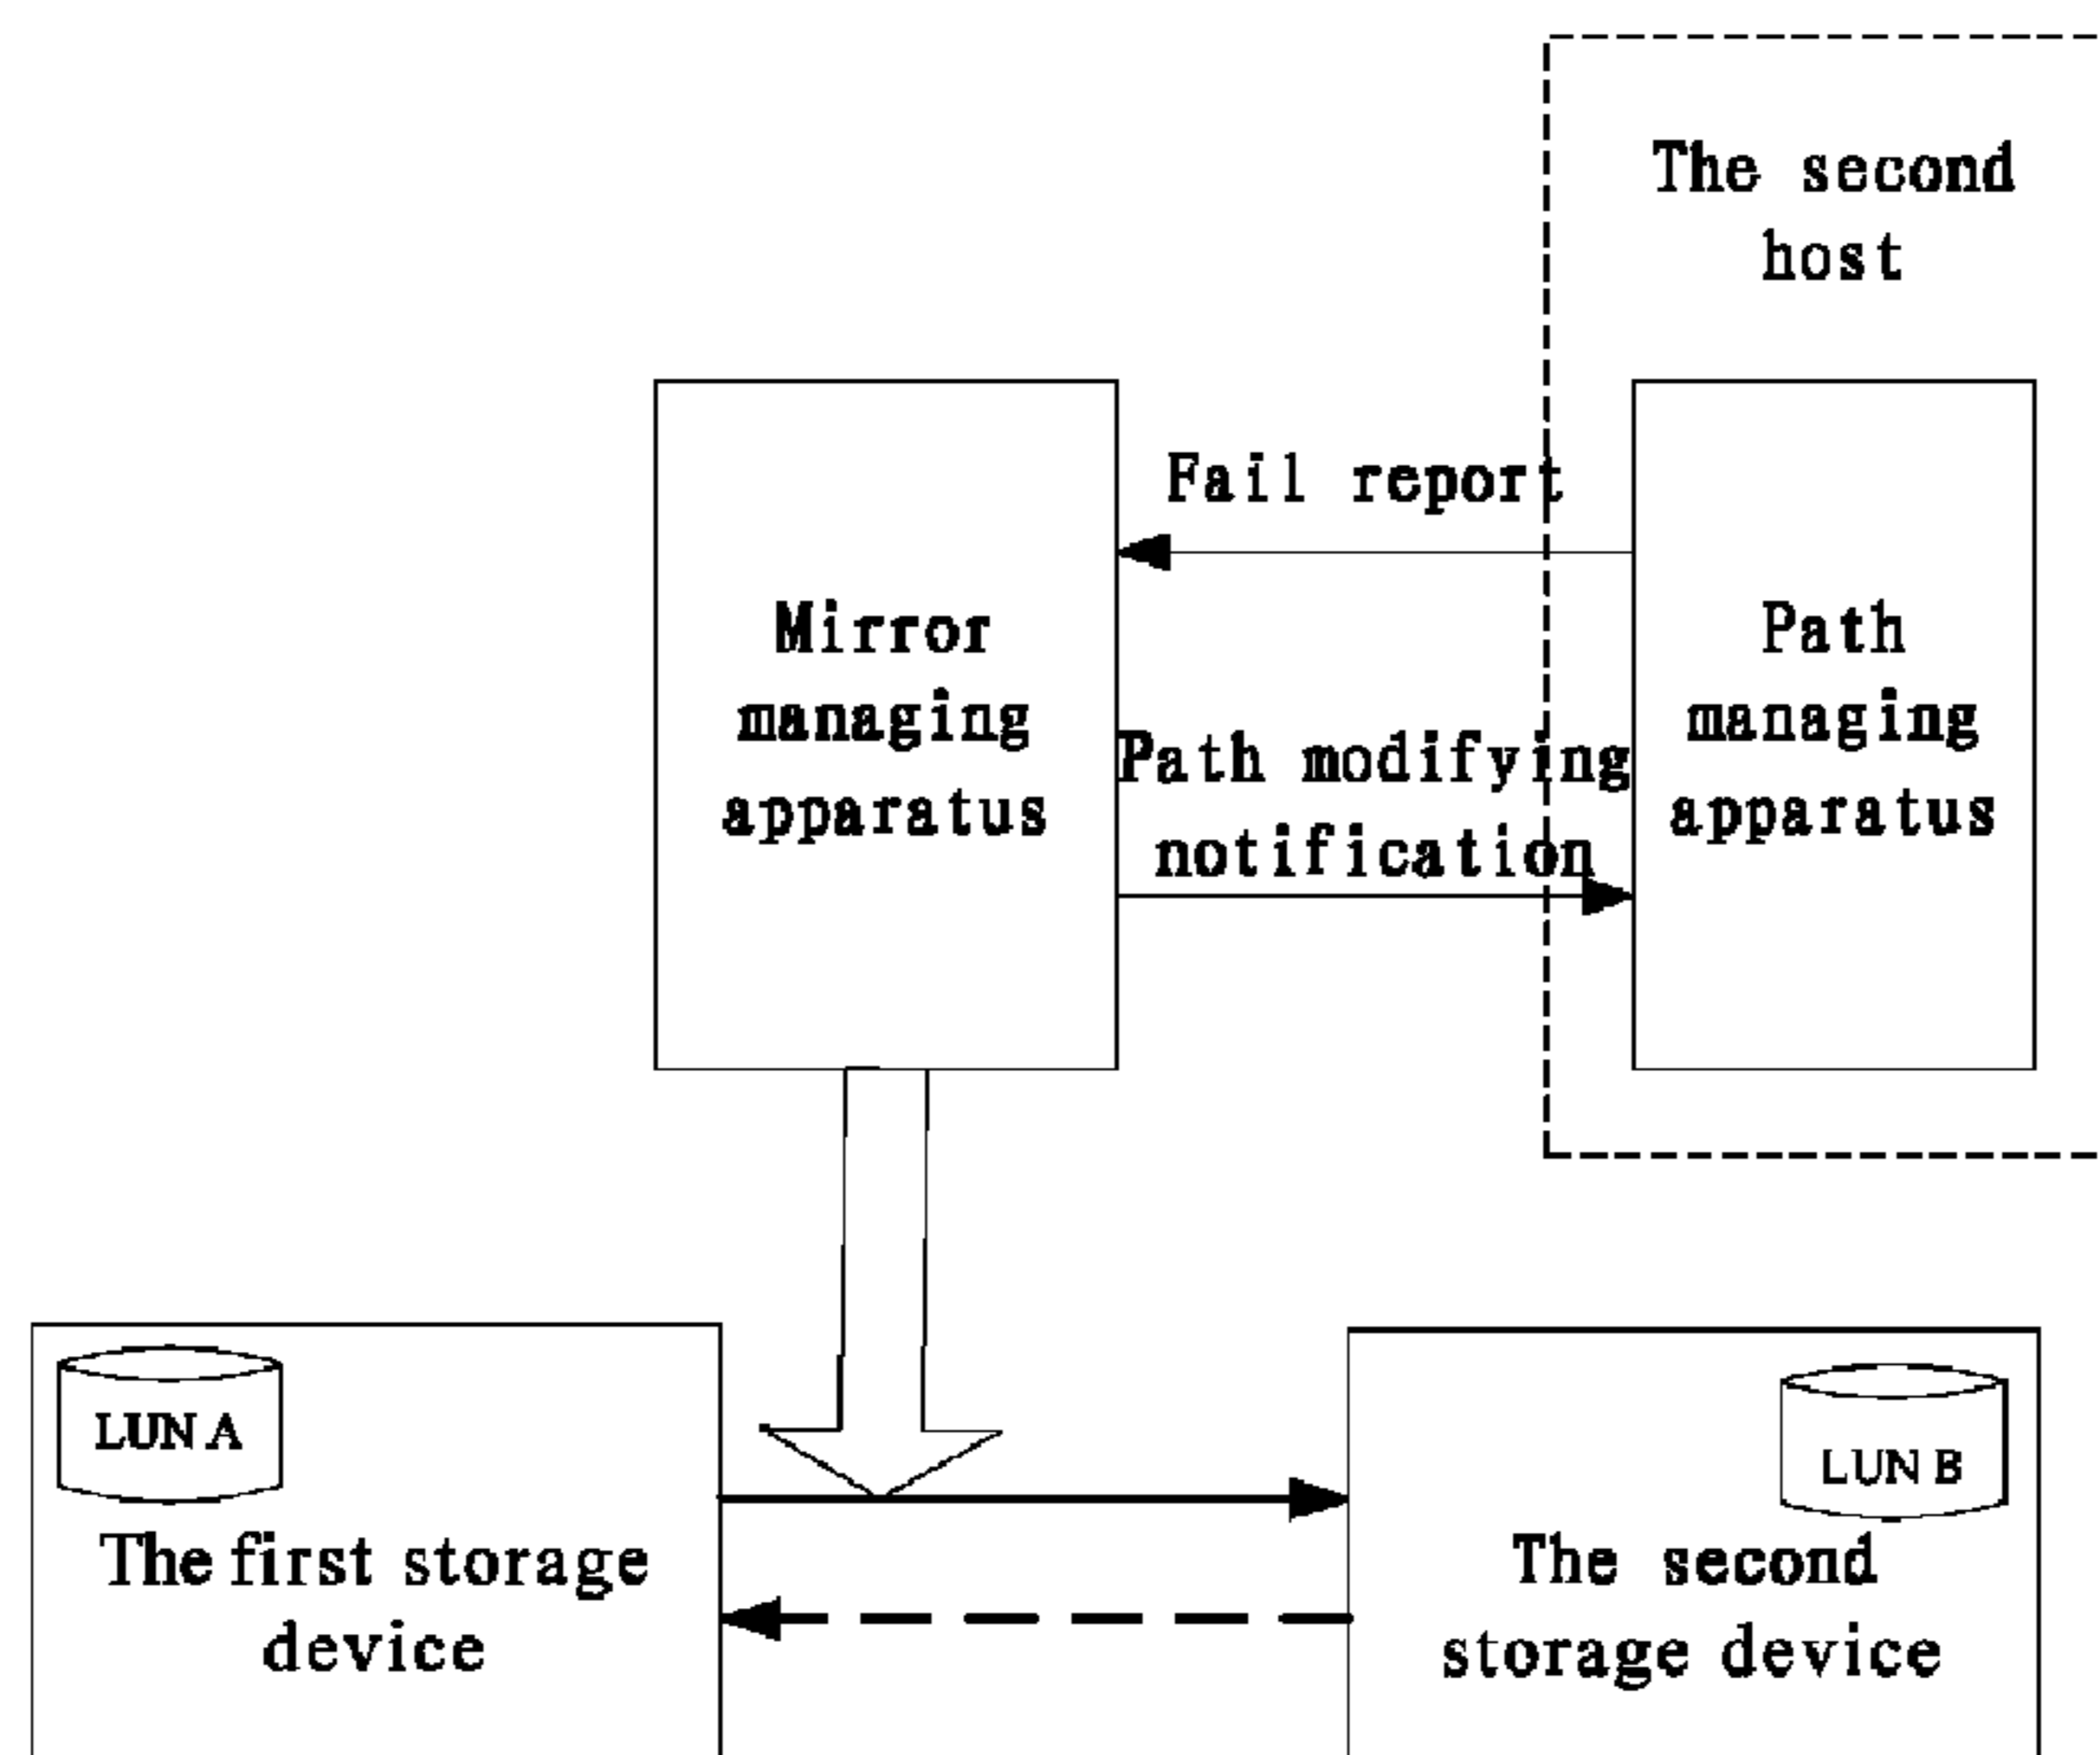 The second
host
Fail report
Mirror
managing
apparatus
Path modifying
notification
Path
managing
apparatus
LUN A
The first storage
device
LUN B
The second
storage device